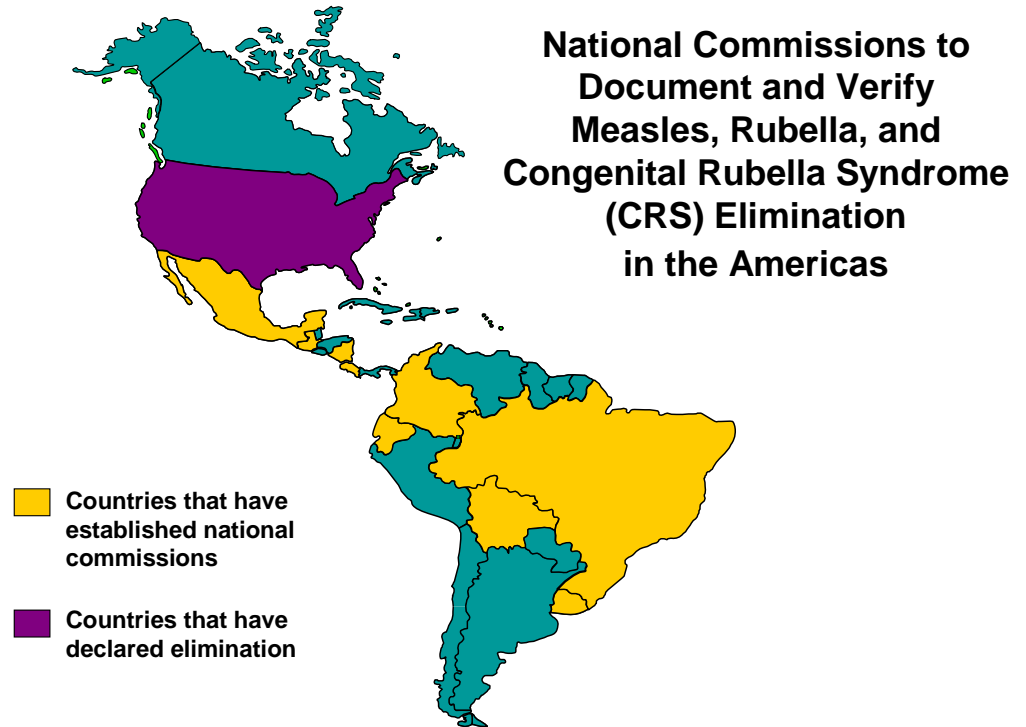 National Commissions to
Document and Verify
Measles, Rubella, and
Congenital Rubella Syndrome
(CRS) Elimination
in the Americas
Countries that have
established national
commissions
Countries that have
declared elimination